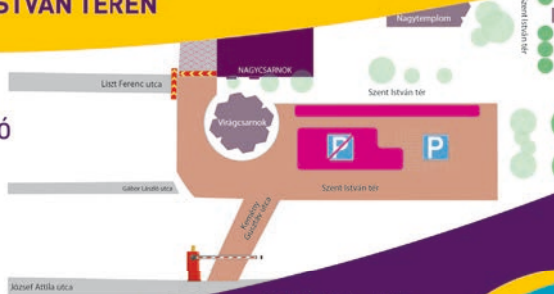 ISTVÁN TÉREN
Nagytemplom
Szent István tér
NAGYCSARNOK
Liszt Ferenc utca
Szent István tér
Ó
Virágcsarnok
P
P
Gábor László utca
Szent István tér
Kemény
Gusztáv utca
József Attila utca